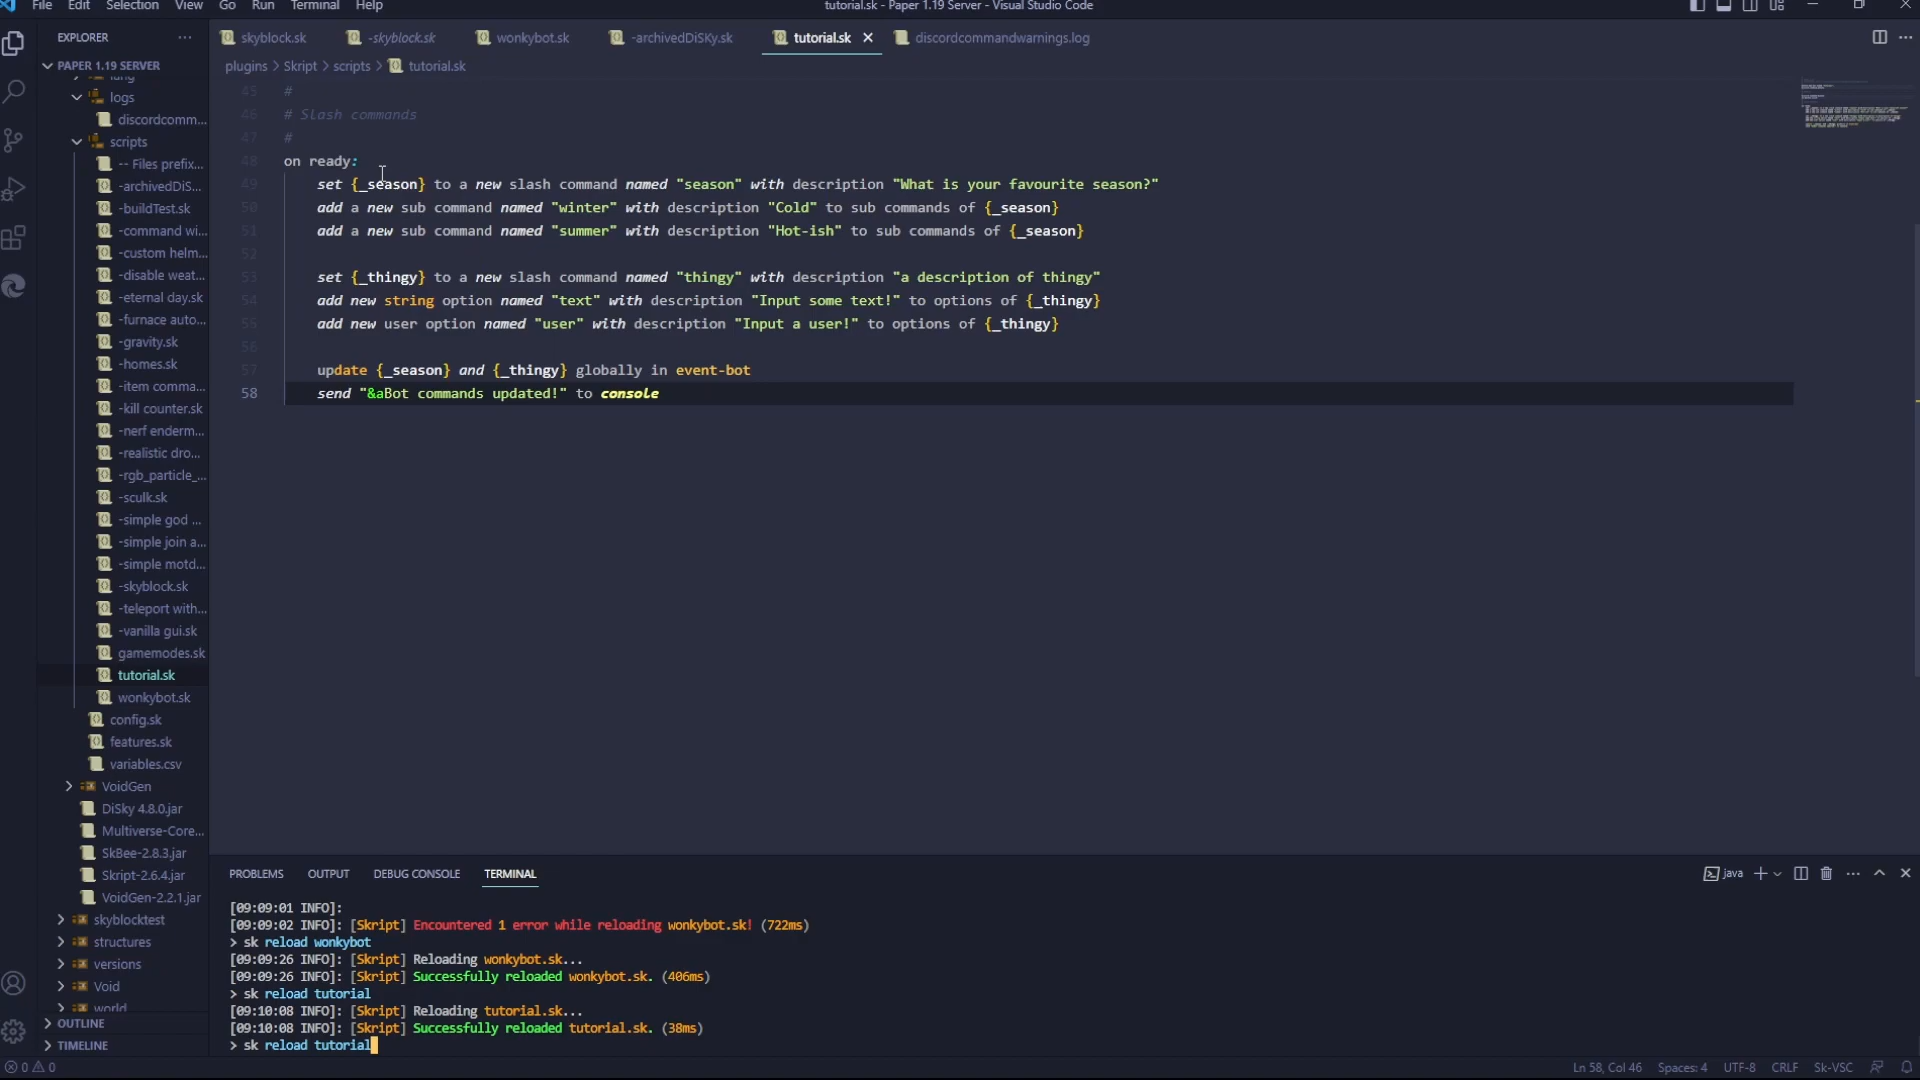 File Edit Selection View Go Run Terminal Help
tutorial.sk - Paper 1.19 Server - Visual Studio Code
EXPLORER
skyblock.sk
-skyblock.sk
wonkybot.sk
-archivedDiSKy.sk
tutorial.sk
discordcommandwarnings.log
PAPER 1.19 SERVER
plugins > Skript > scripts > tutorial.sk
lang
logs
discordcomm...
scripts
-- Files prefix...
-archivedDiS...
-buildTest.sk
-command wi...
-custom helm...
-disable weat...
-eternal day.sk
-furnace auto...
-gravity.sk
-homes.sk
-item comma...
-kill counter.sk
-nerf enderm...
-realistic dro...
-rgb_particle_...
-sculk.sk
-simple god ...
-simple join a...
-simple motd...
-skyblock.sk
-teleport with...
-vanilla gui.sk
gamemodes.sk
tutorial.sk
wonkybot.sk
config.sk
features.sk
variables.csv
VoidGen
DiSky 4.8.0.jar
Multiverse-Core...
SkBee-2.8.3.jar
Skript-2.6.4.jar
VoidGen-2.2.1.jar
skyblocktest
structures
versions
Void
world
OUTLINE
TIMELINE
45 #
46 # Slash commands
47 #
48 on ready:
49 set {_season} to a new slash command named "season" with description "What is your favourite season?"
50 add a new sub command named "winter" with description "Cold" to sub commands of {_season}
51 add a new sub command named "summer" with description "Hot-ish" to sub commands of {_season}
52
53 set {_thingy} to a new slash command named "thingy" with description "a description of thingy"
54 add new string option named "text" with description "Input some text!" to options of {_thingy}
55 add new user option named "user" with description "Input a user!" to options of {_thingy}
56
57 update {_season} and {_thingy} globally in event-bot
58 send "&aBot commands updated!" to console
PROBLEMS OUTPUT DEBUG CONSOLE TERMINAL
java
[09:09:01 INFO]:
[09:09:02 INFO]: [Skript] Encountered 1 error while reloading wonkybot.sk! (722ms)
> sk reload wonkybot
[09:09:26 INFO]: [Skript] Reloading wonkybot.sk...
[09:09:26 INFO]: [Skript] Successfully reloaded wonkybot.sk. (406ms)
> sk reload tutorial
[09:10:08 INFO]: [Skript] Reloading tutorial.sk...
[09:10:08 INFO]: [Skript] Successfully reloaded tutorial.sk. (38ms)
> sk reload tutorial
0 0
Ln 58, Col 46 Spaces: 4 UTF-8 CRLF Sk-VSC